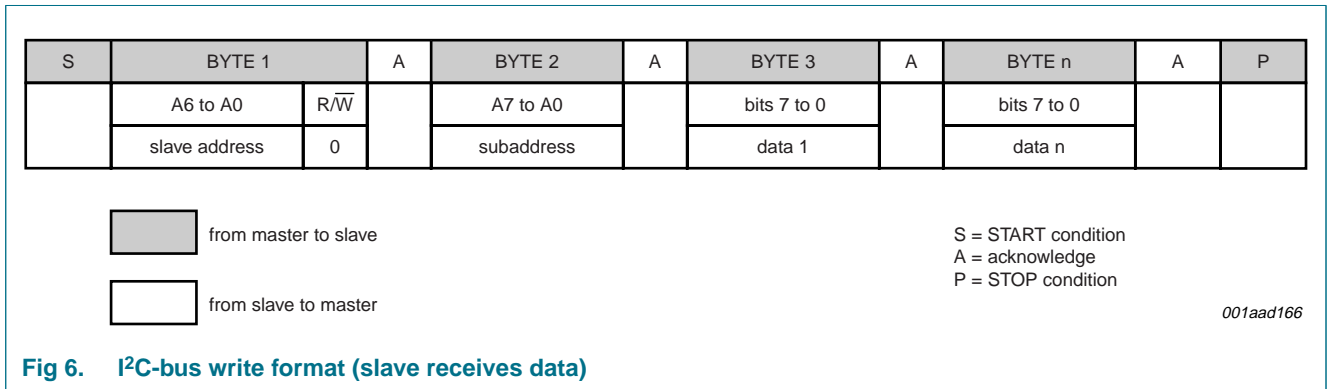 S BYTE 1 A BYTE 2 A BYTE 3 A BYTE n A P
A6 to A0 R/W̅ A7 to A0 bits 7 to 0 bits 7 to 0
slave address 0 subaddress data 1 data n
from master to slave
from slave to master
S = START condition
A = acknowledge
P = STOP condition
001aad166
Fig 6. I²C-bus write format (slave receives data)